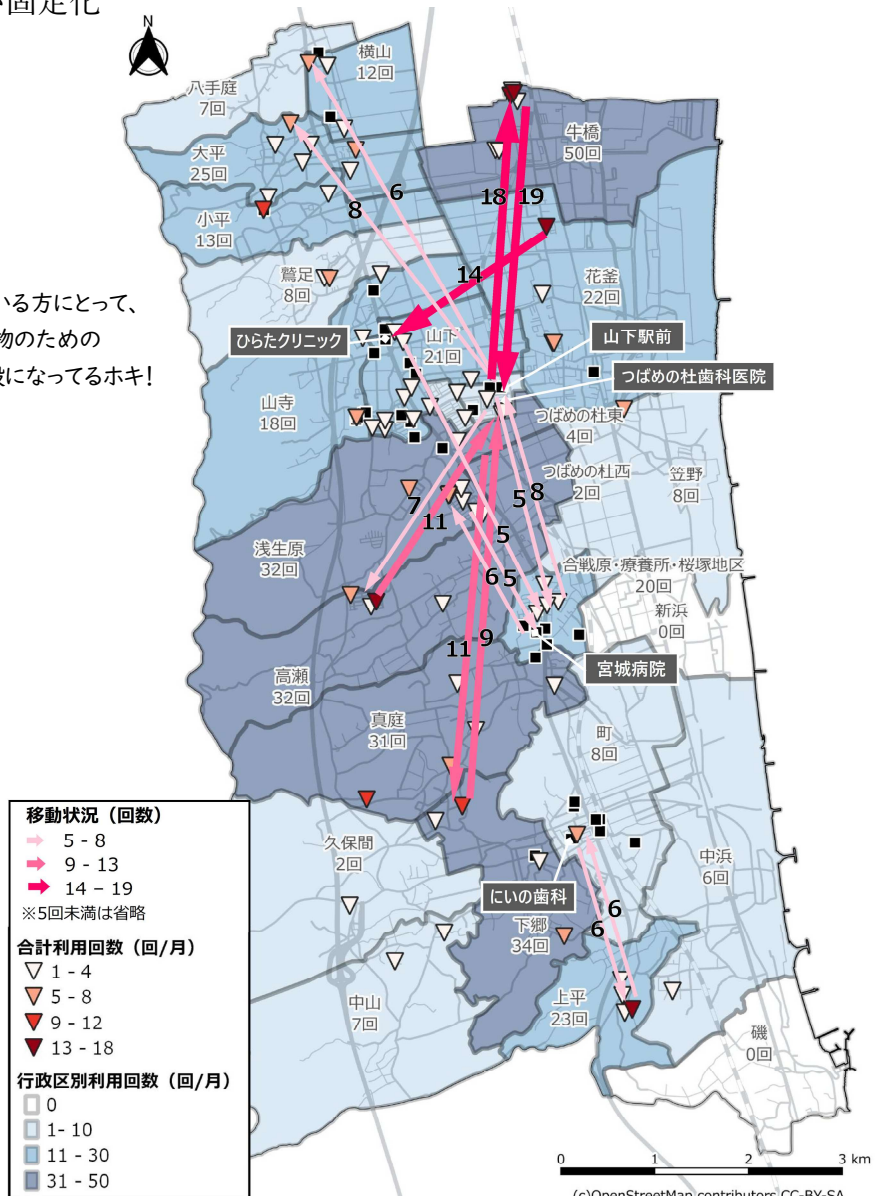 固定化
N
横山
12回
八手庭
7回
牛橋
50回
大平
25回
小平
13回
6
8
18
19
14
鷲足
8回
花釜
22回
いる方にとって、
物のための
になってるホキ!
ひらたクリニック
山下
21回
山下駅前
つばめの杜歯科医院
山寺
18回
つばめの杜東
4回
つばめの杜西
2回
笠野
8回
7
11
5
5
8
浅生原
32回
6
5
合戦原・療養所・桜塚地区
20回
新浜
0回
11
9
宮城病院
高瀬
32回
真庭
31回
町
8回
移動状況(回数)
5 - 8
9 - 13
14 – 19
※5回未満は省略
久保間
2回
中浜
6回
にいの歯科
下郷
34回
6
6
合計利用回数(回/月)
1 - 4
5 - 8
9 - 12
13 - 18
中山
7回
上平
23回
磯
0回
行政区別利用回数(回/月)
0
1- 10
11 - 30
31 - 50
0 1 2 3 km
(c)OpenStreetMap contributors CC-BY-SA